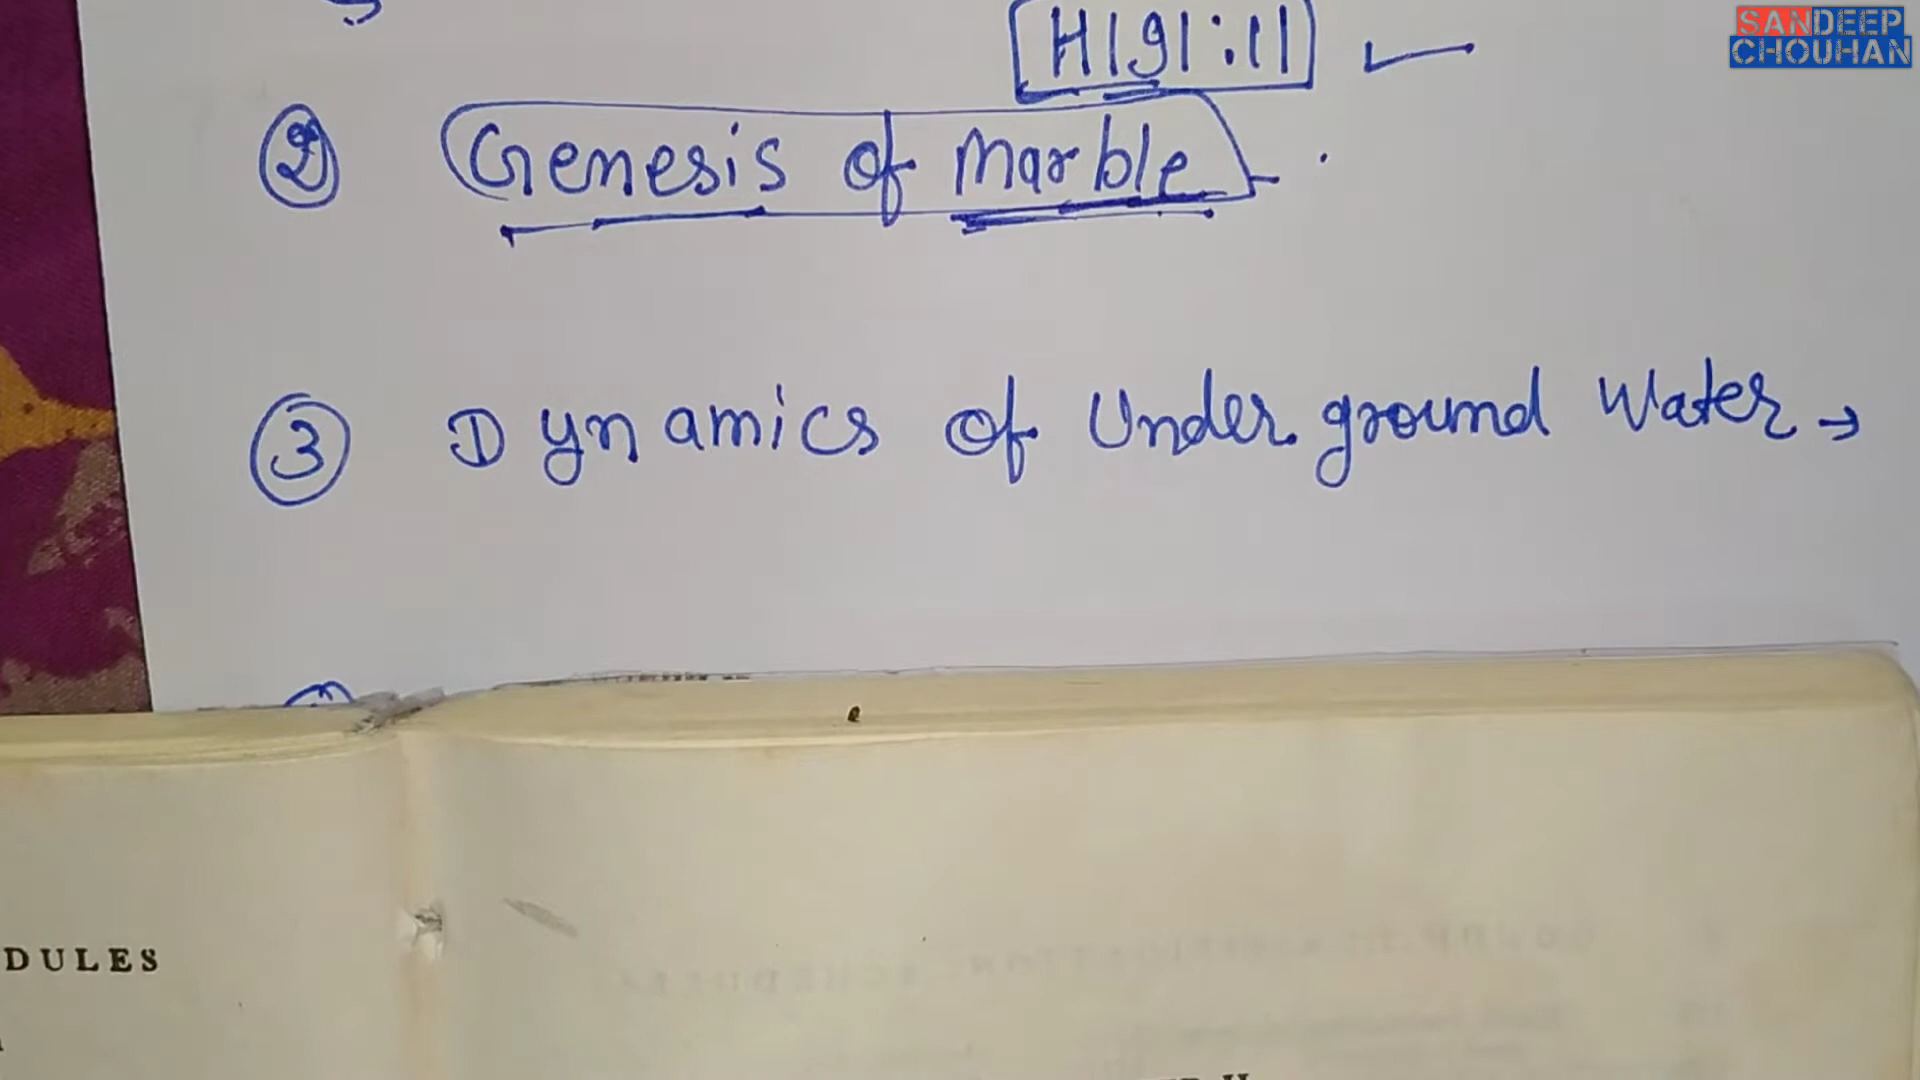 SANDEEP
CHOUHAN
H191:11
② Genesis of Marble
③ Dynamics of Underground Water →
DULES